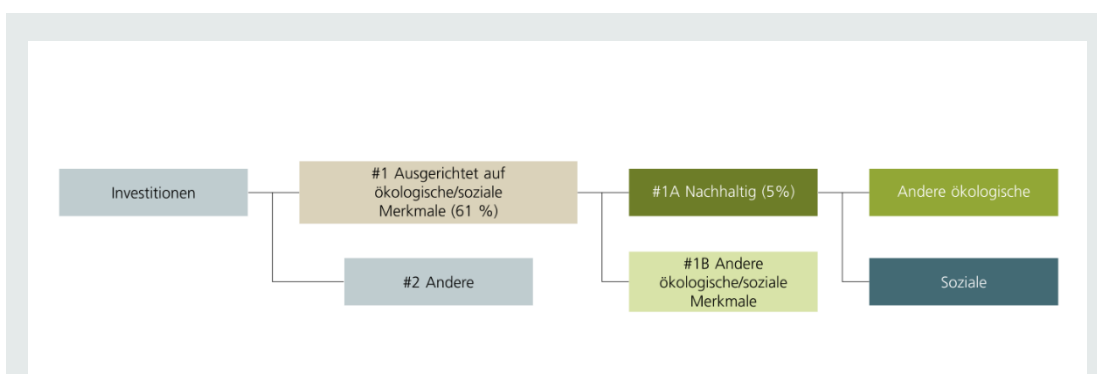 Investitionen
#1 Ausgerichtet auf
ökologische/soziale
Merkmale (61 %)
#1A Nachhaltig (5%)
Andere ökologische
#2 Andere
#1B Andere
ökologische/soziale
Merkmale
Soziale